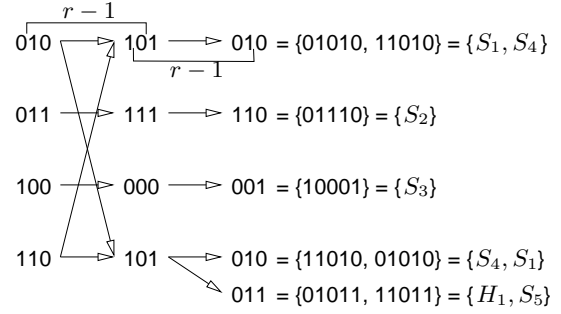 r − 1
010 101 010 = {01010, 11010} = {S₁, S₄}
r − 1
011 111 110 = {01110} = {S₂}
100 000 001 = {10001} = {S₃}
110 101 010 = {11010, 01010} = {S₄, S₁}
011 = {01011, 11011} = {H₁, S₅}